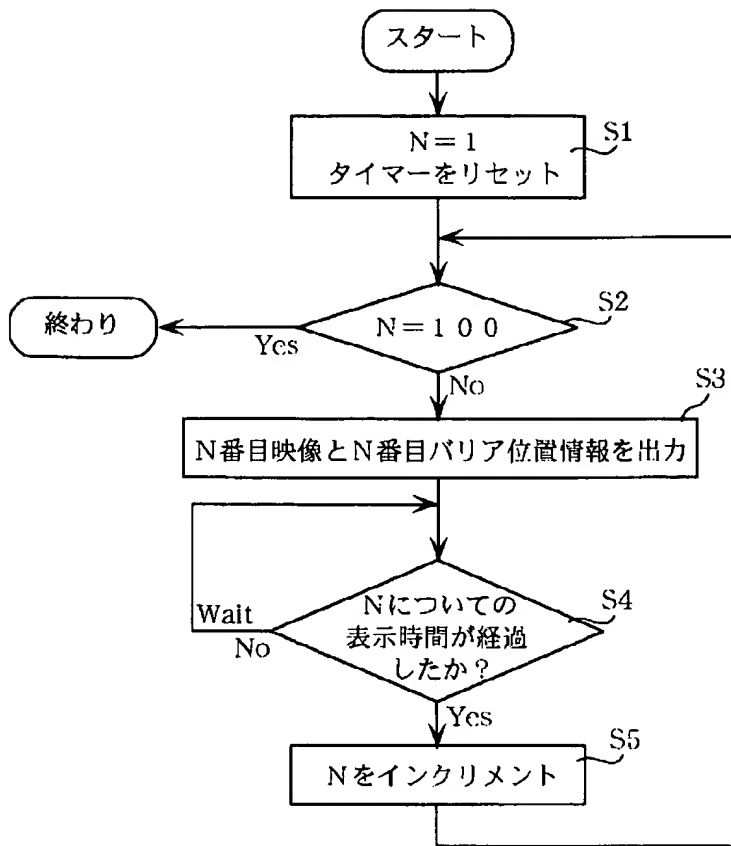 スタート
N=1
タイマーをリセット
S1
N=100
S2
終わり
Yes
No
S3
N番目映像とN番目バリア位置情報を出力
Nについての
表示時間が経過
したか？
S4
Wait
No
Yes
S5
Nをインクリメント